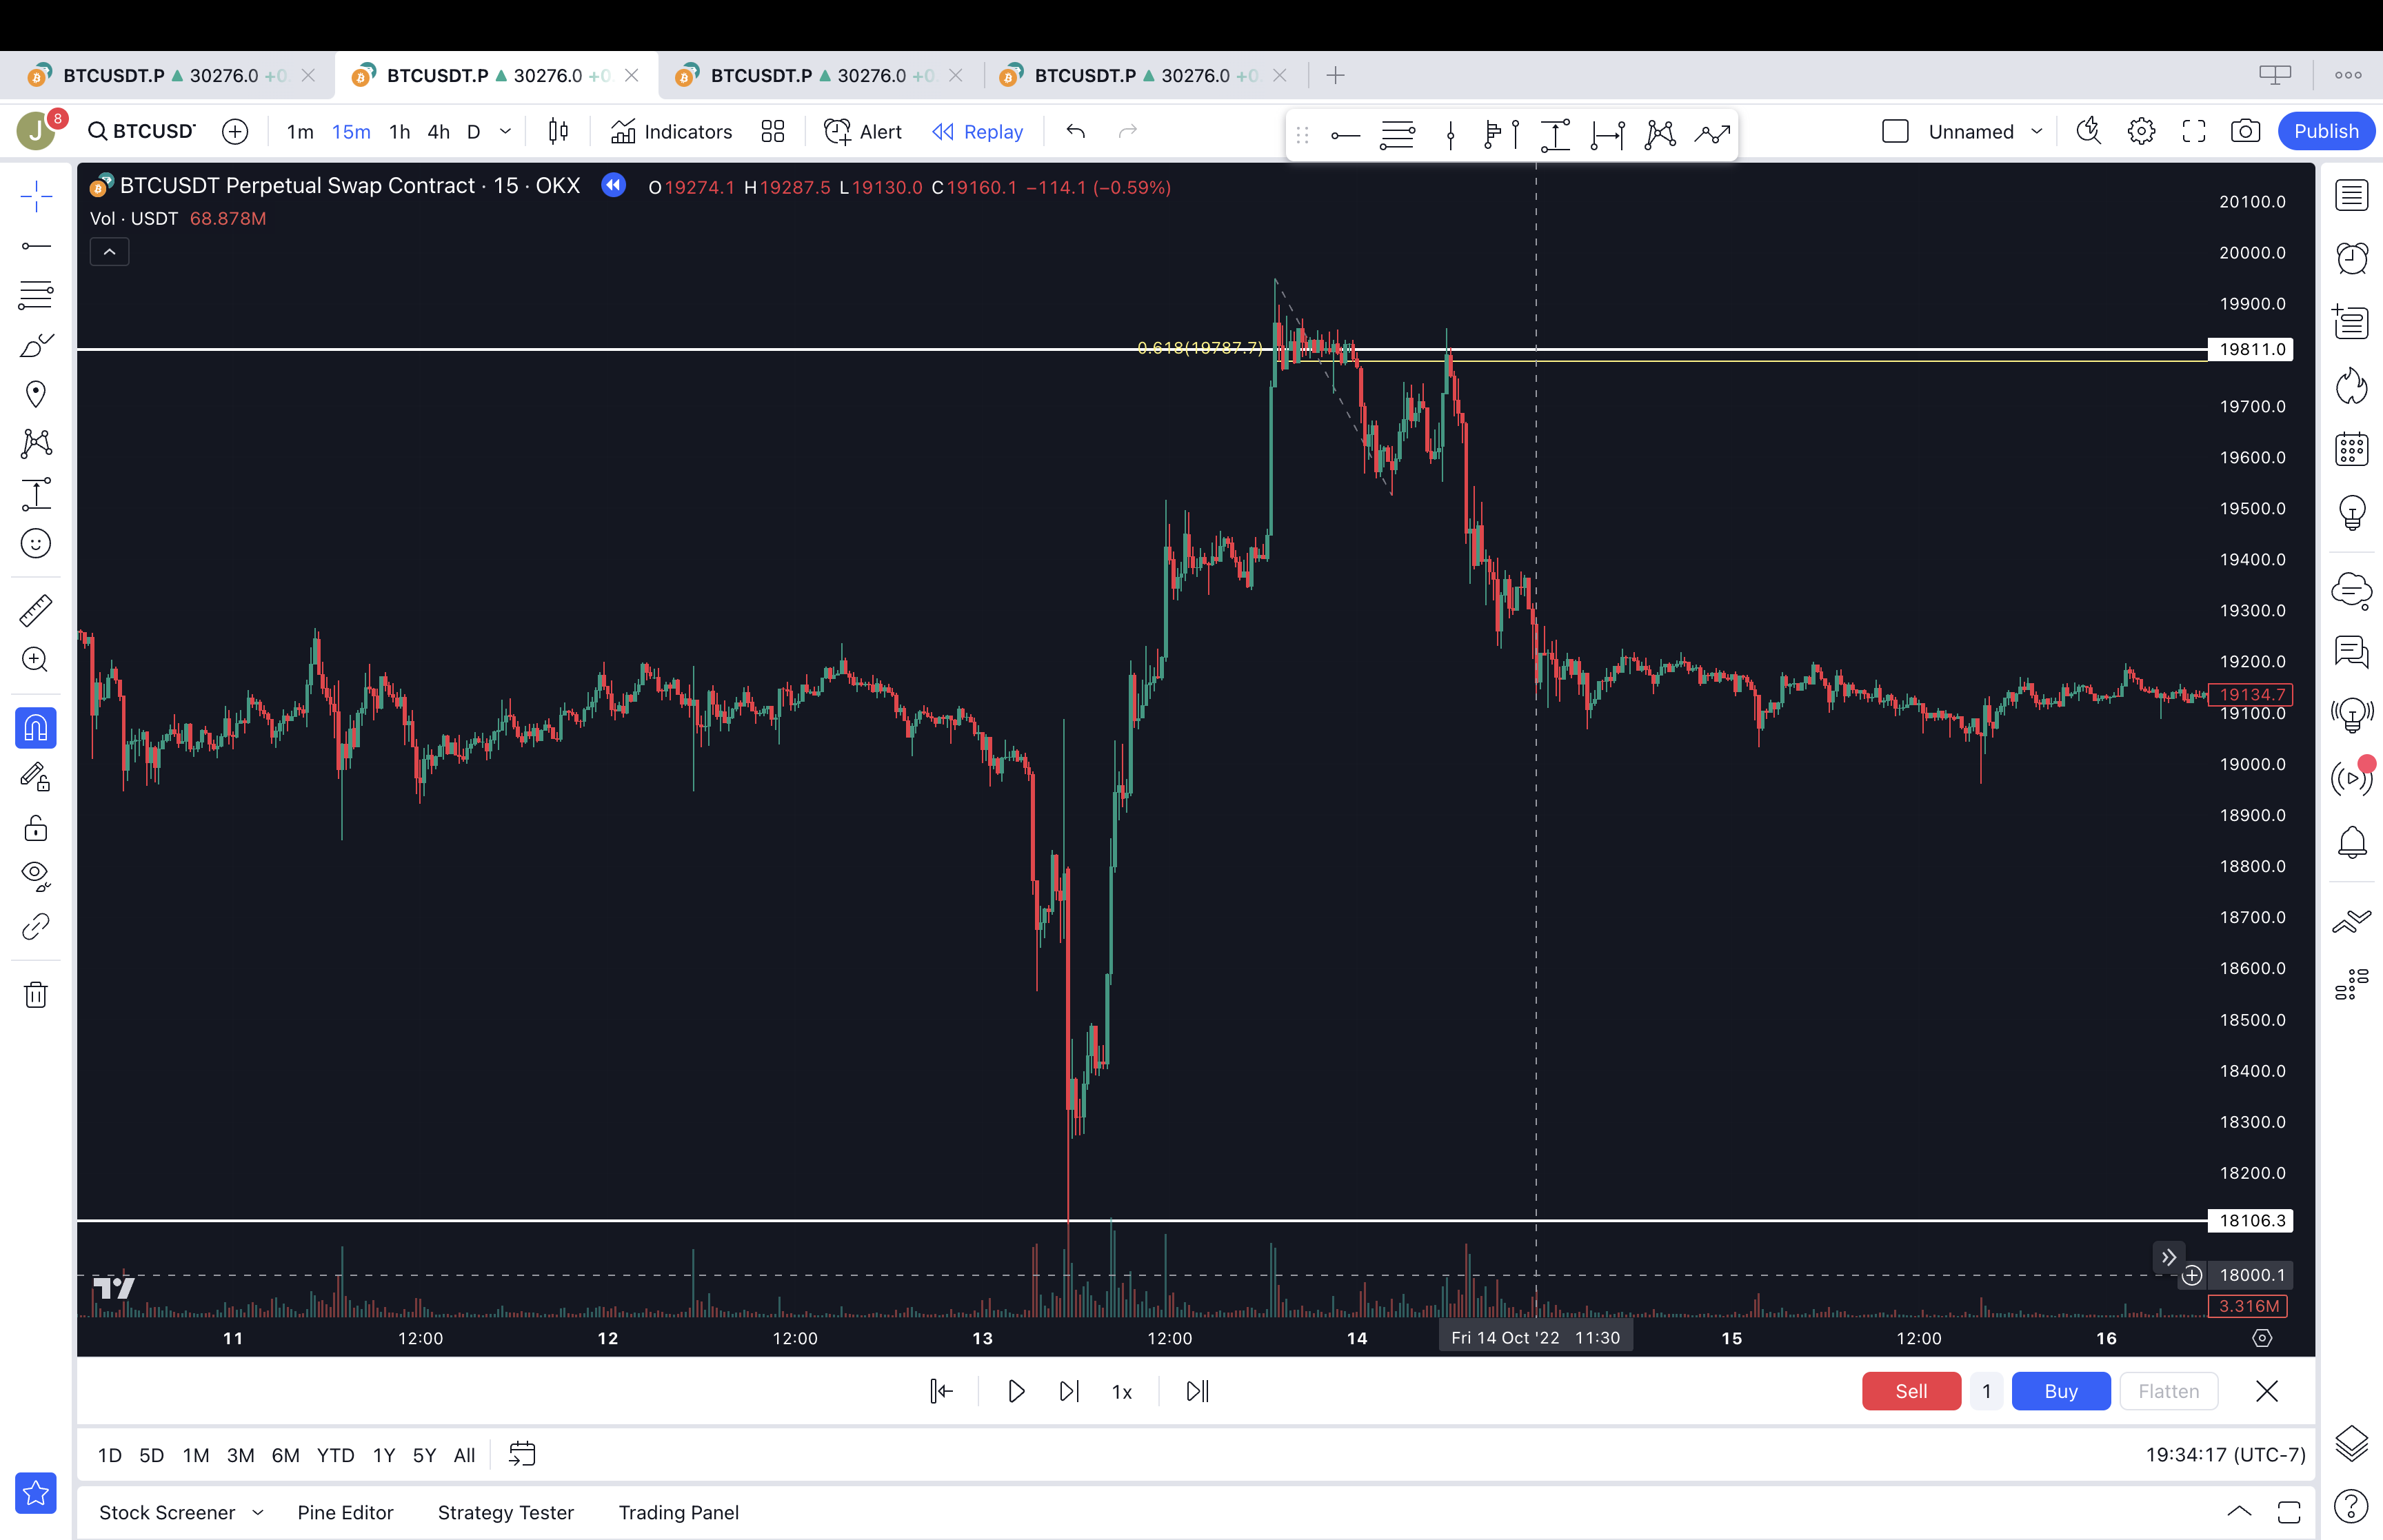 BTCUSDT.P ▲ 30276.0 +0 BTCUSDT.P ▲ 30276.0 +0 BTCUSDT.P ▲ 30276.0 +0 BTCUSDT.P ▲ 30276.0 +0
J 8 BTCUSD 1m 15m 1h 4h D Indicators Alert Replay Unnamed Publish
BTCUSDT Perpetual Swap Contract · 15 · OKX O19274.1 H19287.5 L19130.0 C19160.1 −114.1 (−0.59%)
Vol · USDT 68.878M
20100.0
20000.0
19900.0
0.618(19787.7)
19811.0
19700.0
19600.0
19500.0
19400.0
19300.0
19200.0
19134.7
19100.0
19000.0
18900.0
18800.0
18700.0
18600.0
18500.0
18400.0
18300.0
18200.0
18106.3
18000.1
3.316M
11 12:00 12 12:00 13 12:00 14 Fri 14 Oct '22 11:30 15 12:00 16
1x Sell 1 Buy Flatten
1D 5D 1M 3M 6M YTD 1Y 5Y All 19:34:17 (UTC-7)
Stock Screener Pine Editor Strategy Tester Trading Panel